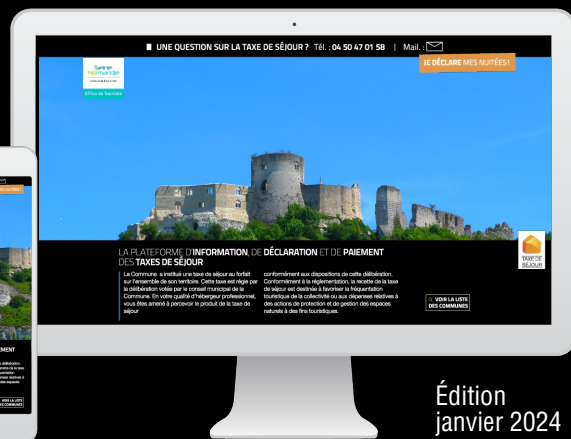 UNE QUESTION SUR LA TAXE DE SÉJOUR ? Tél. : 04 50 47 01 58 | Mail. :
JE DÉCLARE MES NUITÉES !
Seine
Normandie
Office de Tourisme
LA PLATEFORME D'INFORMATION, DE DÉCLARATION ET DE PAIEMENT
DES TAXES DE SÉJOUR
La Commune a institué une taxe de séjour au forfait
sur l'ensemble de son territoire. Cette taxe est régie par
la délibération votée par le conseil municipal de la
Commune. En votre qualité d'hébergeur professionnel,
vous êtes amené à percevoir le produit de la taxe de
séjour
conformément aux dispositions de cette délibération.
Conformément à la réglementation, la recette de la taxe
de séjour est destinée à favoriser la fréquentation
touristique de la collectivité ou aux dépenses relatives à
des actions de protection et de gestion des espaces
naturels à des fins touristiques.
TAXE DE
SÉJOUR
VOIR LA LISTE
DES COMMUNES
VOIR LA LISTE
DES COMMUNES
Édition
janvier 2024